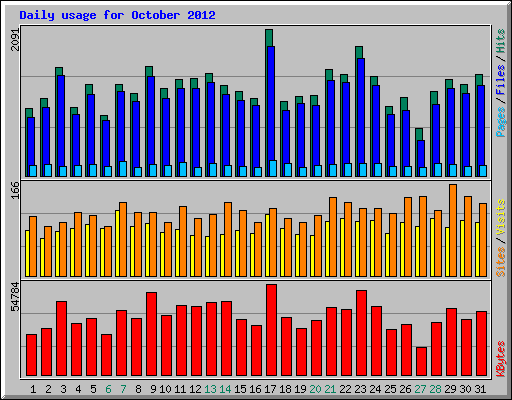 Daily usage for October 2012
2091
Pages / Files / Hits
166
Sites / Visits
54784
KBytes
1 2 3 4 5 6 7 8 9 10 11 12 13 14 15 16 17 18 19 20 21 22 23 24 25 26 27 28 29 30 31